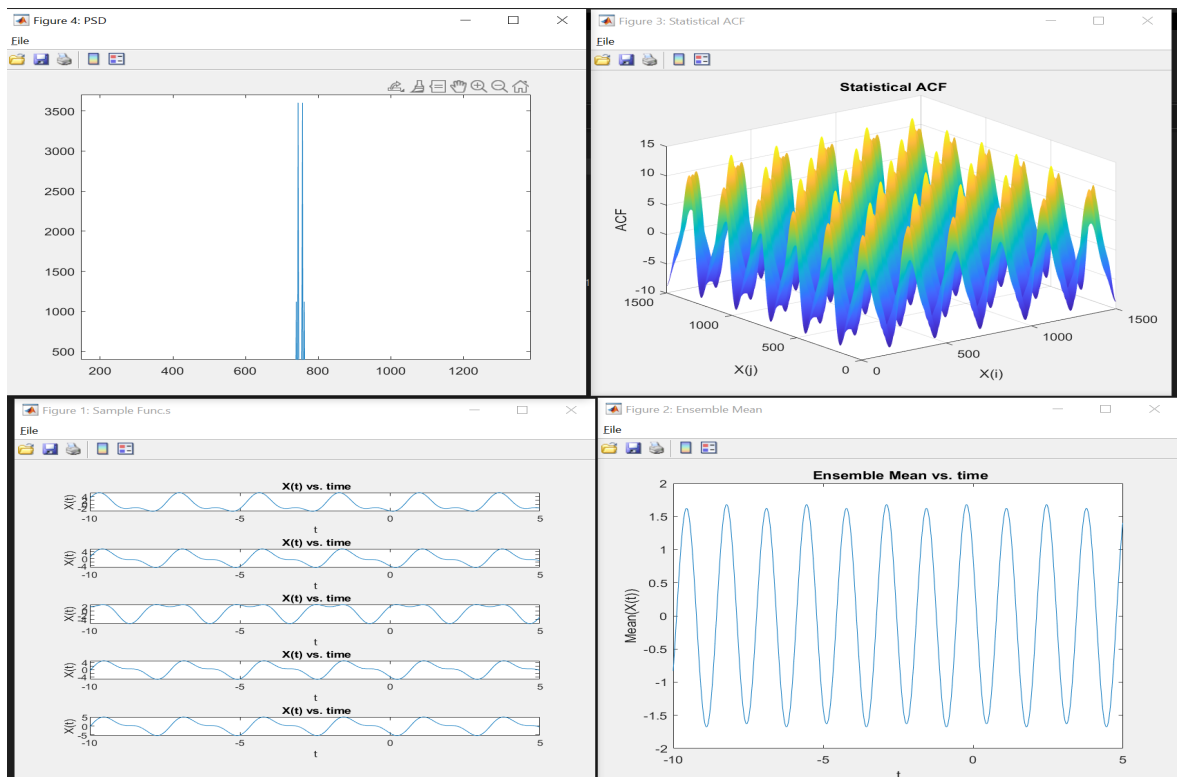 Figure 4: PSD
File
3500
3000
2500
2000
1500
1000
500
200 400 600 800 1000 1200
Figure 3: Statistical ACF
File
Statistical ACF
15
10
5
0
-5
-10
ACF
1500
1000
500
0
X(j)
0
500
1000
1500
X(i)
Figure 1: Sample Func.s
File
X(t) vs. time
X(t)
-10 -5 0 5
t
X(t) vs. time
X(t)
-10 -5 0 5
t
X(t) vs. time
X(t)
-10 -5 0 5
t
X(t) vs. time
X(t)
-10 -5 0 5
t
X(t) vs. time
X(t)
5
0
-5
-10 -5 0 5
t
Figure 2: Ensemble Mean
File
Ensemble Mean vs. time
2
1.5
1
0.5
0
-0.5
-1
-1.5
-2
Mean(X(t))
-10 -5 0 5
t